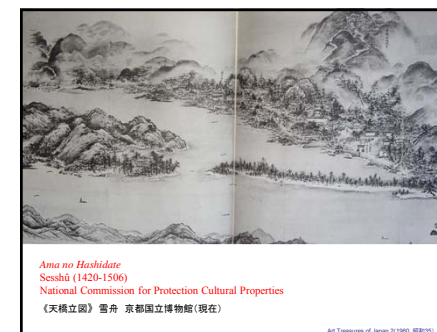 Ama no Hashidate
Sesshū (1420-1506)
National Commission for Protection Cultural Properties
《天橋立図》 雪舟 京都国立博物館(現在)
Art Treasures of Japan 2(1960, 昭和35)